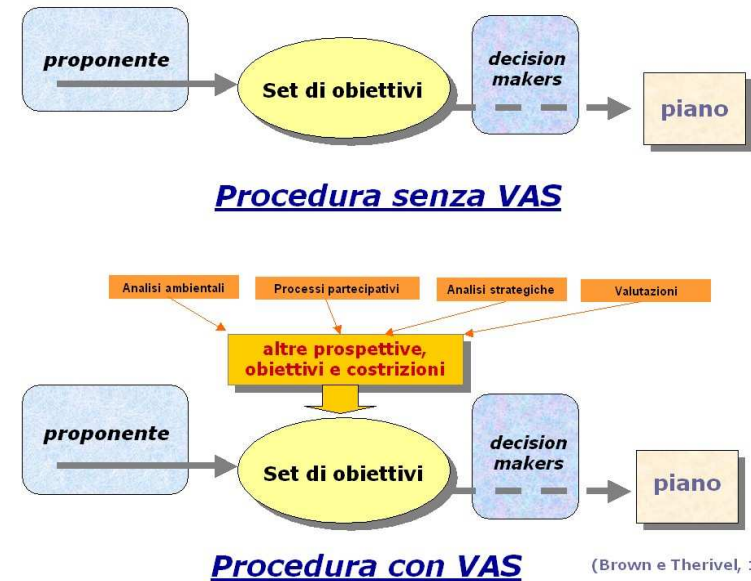 proponente
Set di obiettivi
decision
makers
piano
Procedura senza VAS
Analisi ambientali
Processi partecipativi
Analisi strategiche
Valutazioni
altre prospettive,
obiettivi e costrizioni
proponente
Set di obiettivi
decision
makers
piano
Procedura con VAS
(Brown e Therivel,